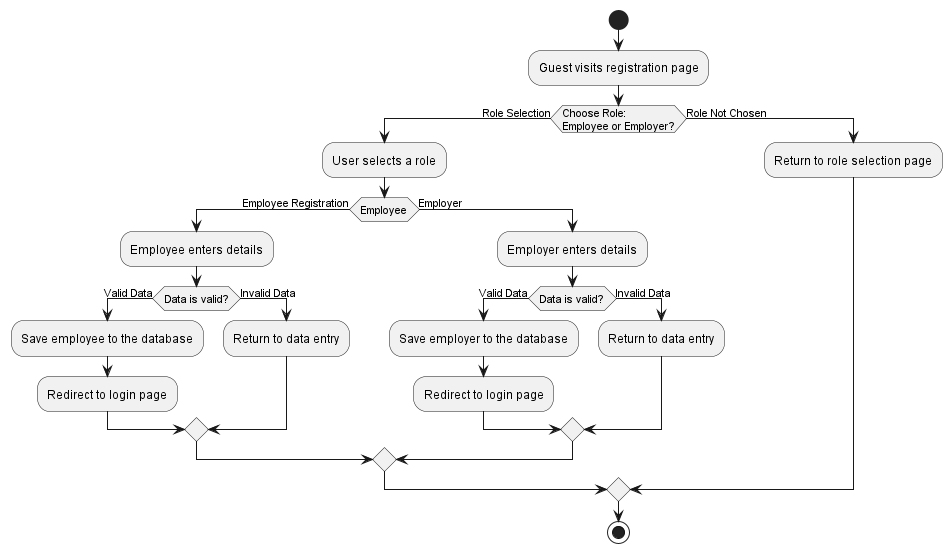 Guest visits registration page
Role Selection
Choose Role:
Employee or Employer?
Role Not Chosen
User selects a role
Return to role selection page
Employee Registration
Employee
Employer
Employee enters details
Employer enters details
Valid Data
Data is valid?
Invalid Data
Valid Data
Data is valid?
Invalid Data
Save employee to the database
Return to data entry
Save employer to the database
Return to data entry
Redirect to login page
Redirect to login page